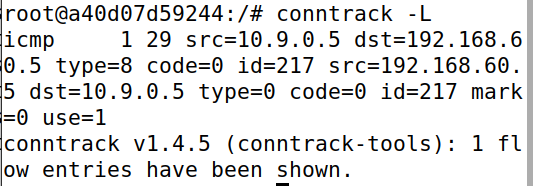 root@a40d07d59244:/# conntrack -L
icmp     1 29 src=10.9.0.5 dst=192.168.6
0.5 type=8 code=0 id=217 src=192.168.60.
5 dst=10.9.0.5 type=0 code=0 id=217 mark
=0 use=1
conntrack v1.4.5 (conntrack-tools): 1 fl
ow entries have been shown.